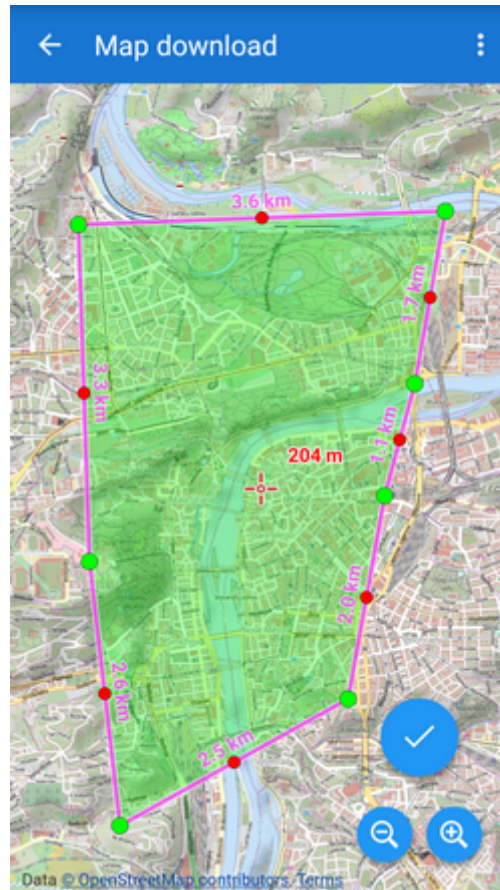 Map download
3.6 km
1.7 km
3.3 km
1.1 km
204 m
2.0 km
2.6 km
2.5 km
Data © OpenStreetMap contributors, Terms